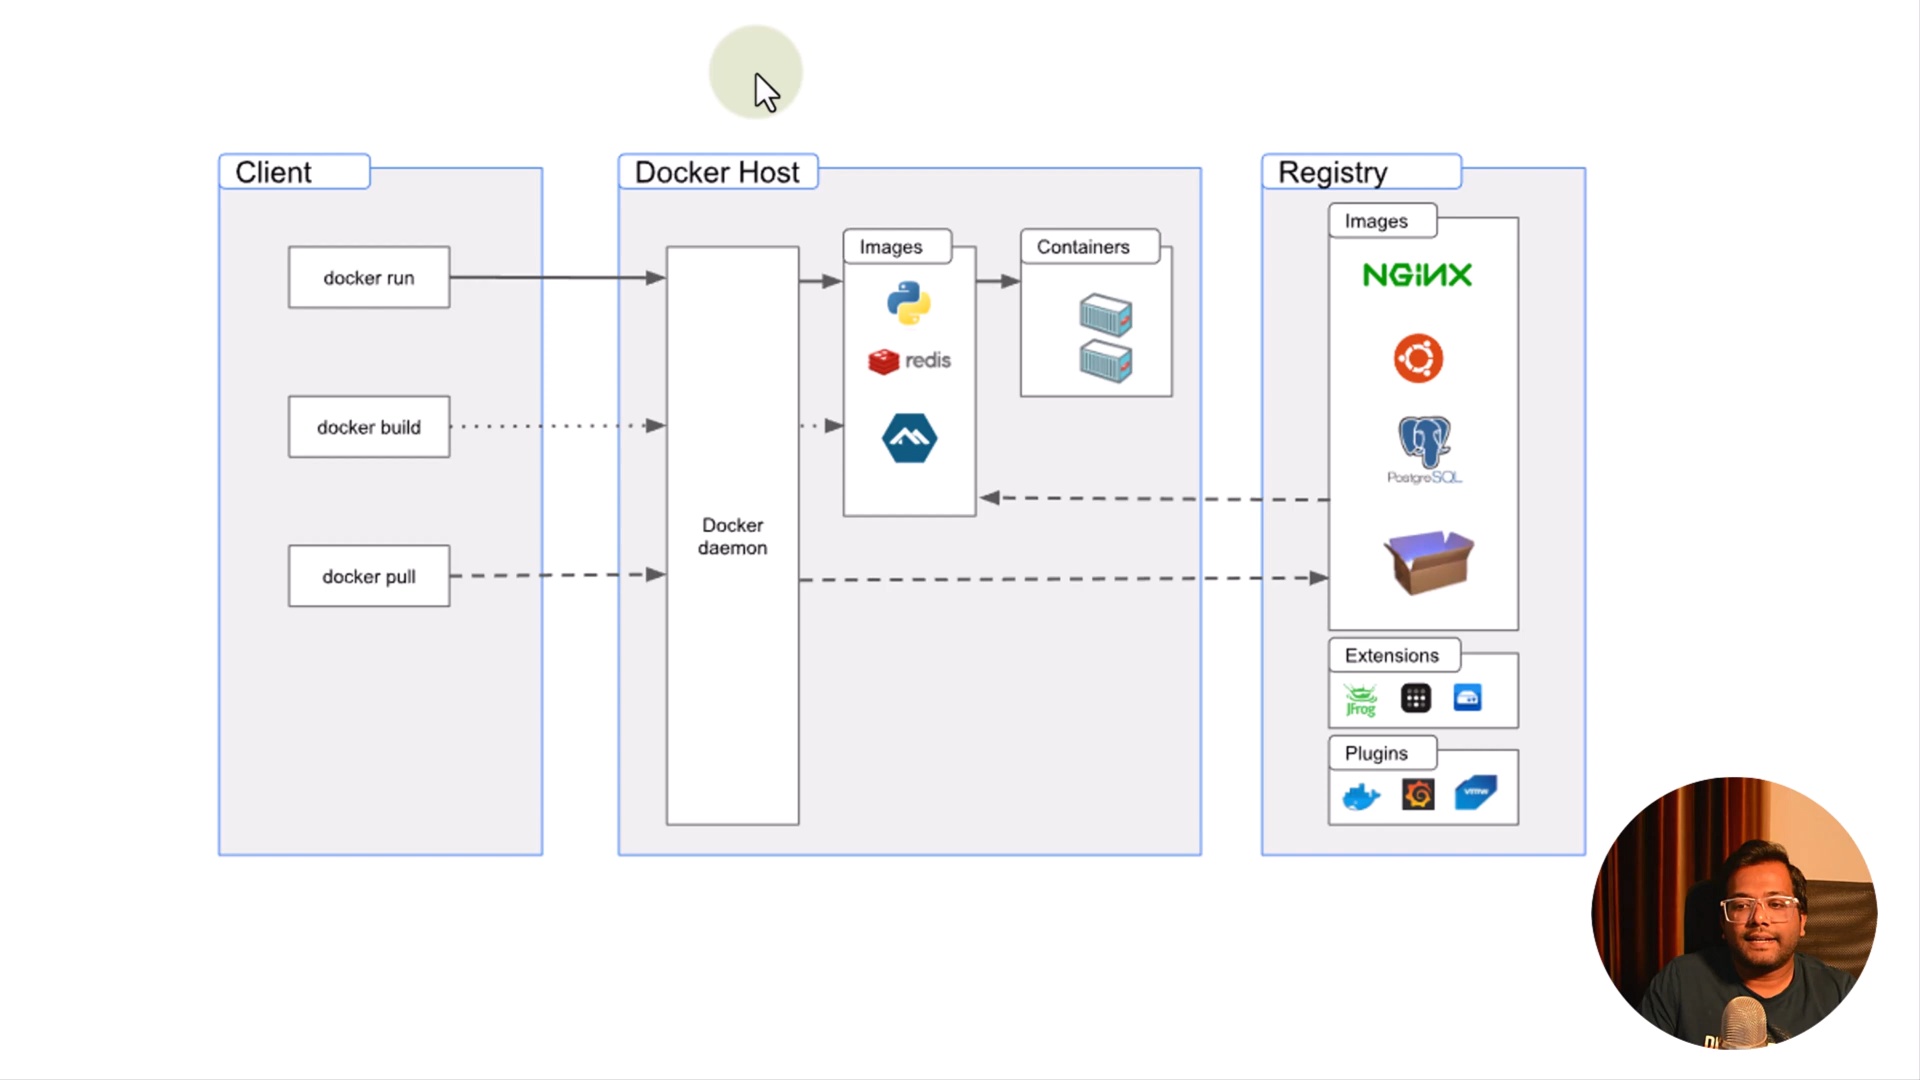 Client
docker run
docker build
docker pull
Docker Host
Docker
daemon
Images
redis
Containers
Registry
Images
NGINX
PostgreSQL
Extensions
JFrog
Plugins
vmw